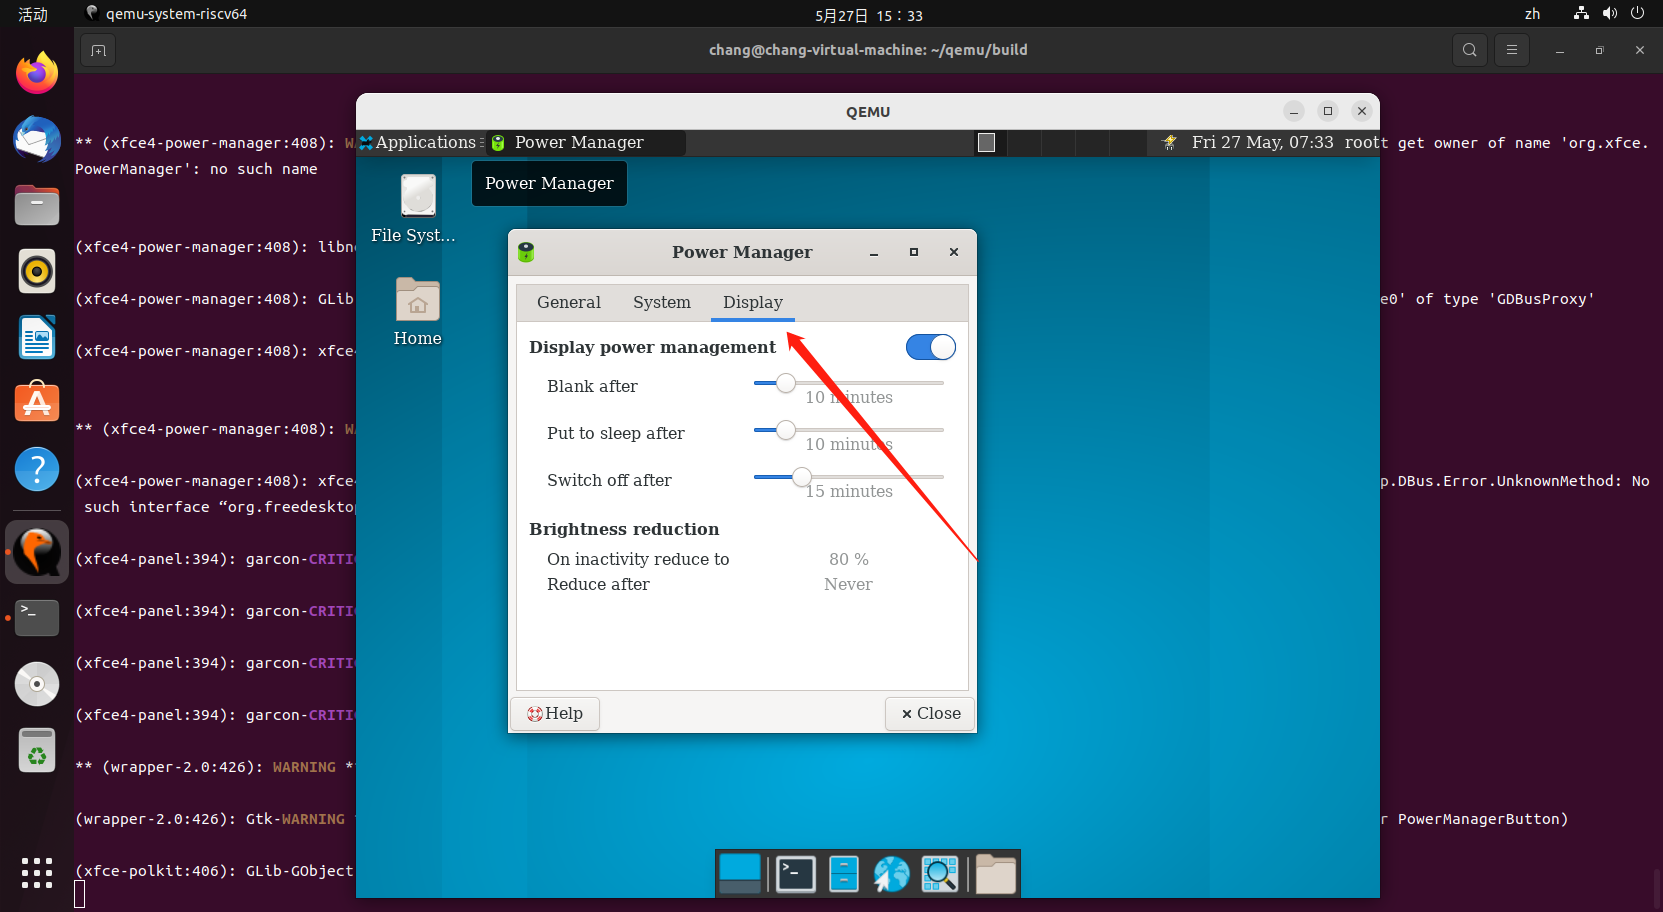 活动
qemu-system-riscv64
5月27日 15：33
zh
chang@chang-virtual-machine: ~/qemu/build
QEMU
Applications
Power Manager
Fri 27 May, 07:33 root
Power Manager
File Syst...
Home
Power Manager
General System Display
Display power management
Blank after
10 minutes
Put to sleep after
10 minutes
Switch off after
15 minutes
Brightness reduction
On inactivity reduce to 80 %
Reduce after Never
Help
Close
** (xfce4-power-manager:408): t get owner of name 'org.xfce.
PowerManager': no such name
(xfce4-power-manager:408): libn
(xfce4-power-manager:408): GLib e0' of type 'GDBusProxy'
(xfce4-power-manager:408): xfce
** (xfce4-power-manager:408): W
(xfce4-power-manager:408): xfce p.DBus.Error.UnknownMethod: No
such interface “org.freedesktop
(xfce4-panel:394): garcon-CRITI
(xfce4-panel:394): garcon-CRITI
(xfce4-panel:394): garcon-CRITI
(xfce4-panel:394): garcon-CRITI
** (wrapper-2.0:426): WARNING *
(wrapper-2.0:426): Gtk-WARNING r PowerManagerButton)
(xfce-polkit:406): GLib-GObject